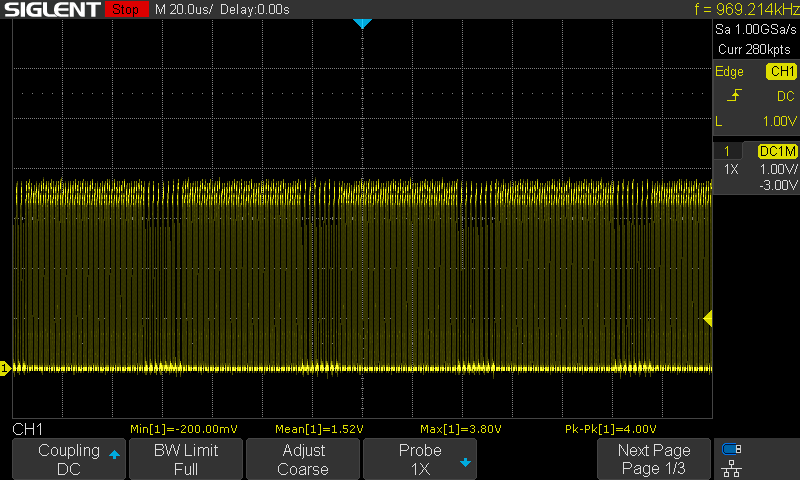 SIGLENT Stop M 20.0us/ Delay:0.00s f = 969.214kHz
Sa 1.00GSa/s
Curr 280kpts
Edge CH1
DC
L 1.00V
1 DC1M
1X 1.00V/
-3.00V
1
CH1 Min[1]=-200.00mV Mean[1]=1.52V Max[1]=3.80V Pk-Pk[1]=4.00V
Coupling BW Limit Adjust Probe Next Page
DC Full Coarse 1X Page 1/3